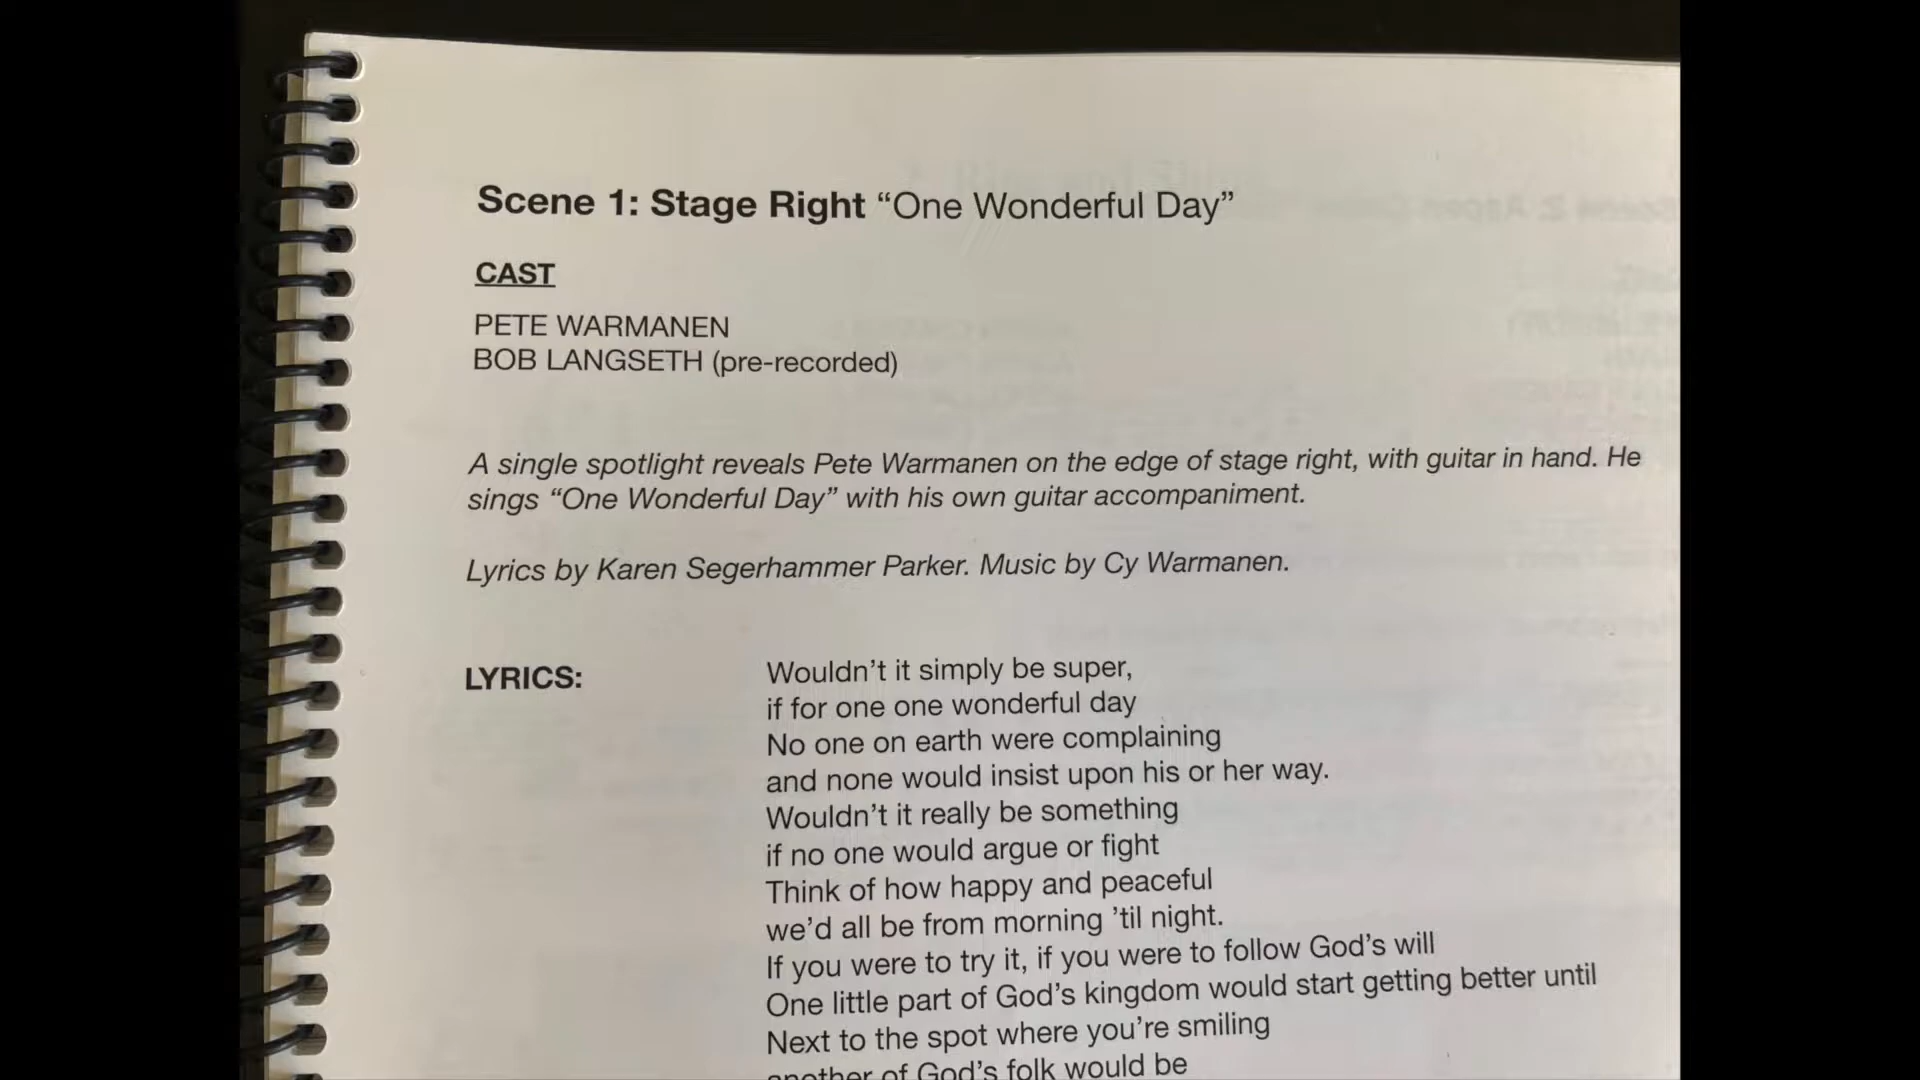 Scene 1: Stage Right “One Wonderful Day”
CAST
PETE WARMANEN
BOB LANGSETH (pre-recorded)
A single spotlight reveals Pete Warmanen on the edge of stage right, with guitar in hand. He
sings “One Wonderful Day” with his own guitar accompaniment.
Lyrics by Karen Segerhammer Parker. Music by Cy Warmanen.
LYRICS: Wouldn’t it simply be super,
if for one one wonderful day
No one on earth were complaining
and none would insist upon his or her way.
Wouldn’t it really be something
if no one would argue or fight
Think of how happy and peaceful
we’d all be from morning ’til night.
If you were to try it, if you were to follow God’s will
One little part of God’s kingdom would start getting better until
Next to the spot where you’re smiling
another of God’s folk would be